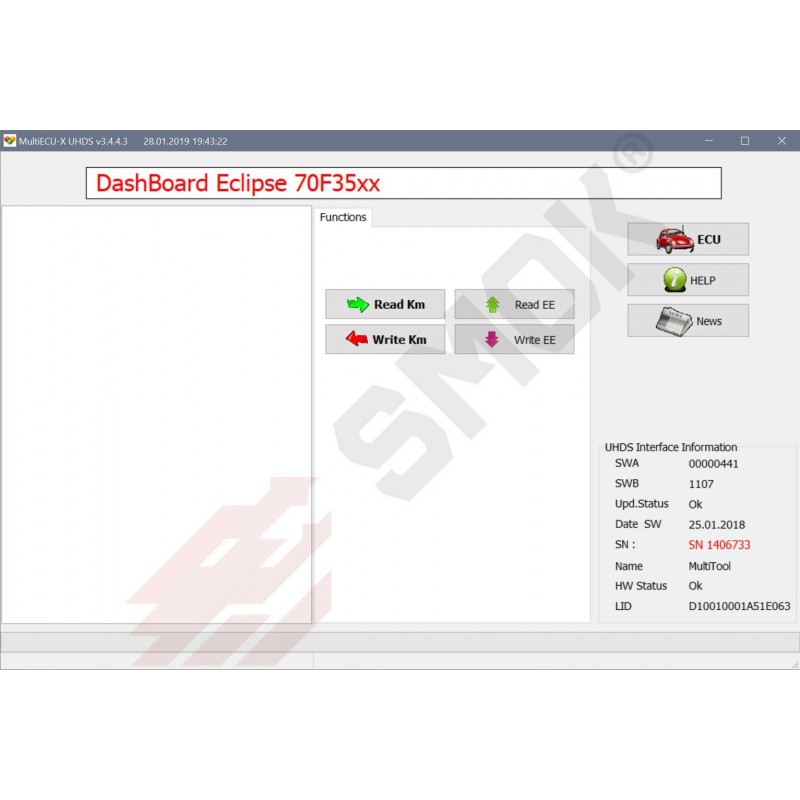 MultiECU-X UHDS v3.4.4.3 28.01.2019 19:43:22
DashBoard Eclipse 70F35xx
Functions
Read Km
Read EE
Write Km
Write EE
ECU
HELP
News
UHDS Interface Information
SWA 00000441
SWB 1107
Upd.Status Ok
Date SW 25.01.2018
SN : SN 1406733
Name MultiTool
HW Status Ok
LID D10010001A51E063
SMOK®